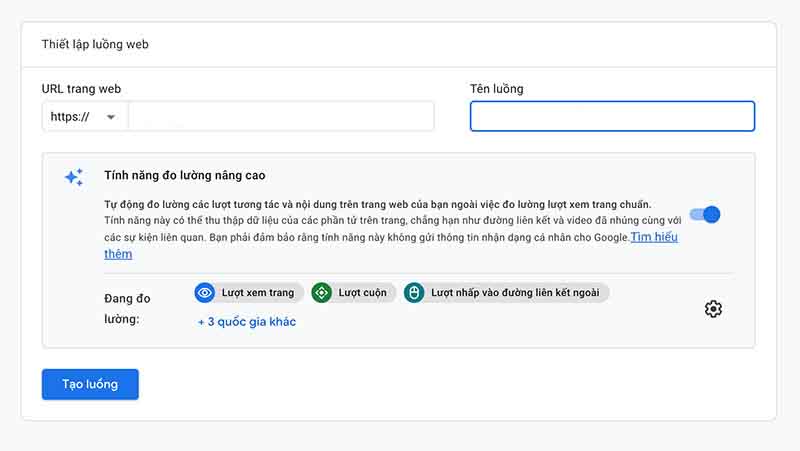 Thiết lập luồng web
URL trang web
Tên luồng
https://
Tính năng đo lường nâng cao
Tự động đo lường các lượt tương tác và nội dung trên trang web của bạn ngoài việc đo lường lượt xem trang chuẩn.
Tính năng này có thể thu thập dữ liệu của các phần tử trên trang, chẳng hạn như đường liên kết và video đã nhúng cùng với
các sự kiện liên quan. Bạn phải đảm bảo rằng tính năng này không gửi thông tin nhận dạng cá nhân cho Google.Tìm hiểu
thêm
Đang đo
lường:
Lượt xem trang
Lượt cuộn
Lượt nhấp vào đường liên kết ngoài
+ 3 quốc gia khác
Tạo luồng